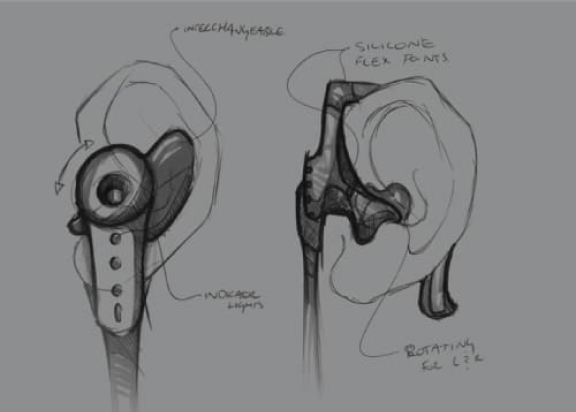 INTERCHANGEABLE
SILICONE
FLEX POINTS
INDICATOR
LIGHTS
ROTATING
FOR L & R